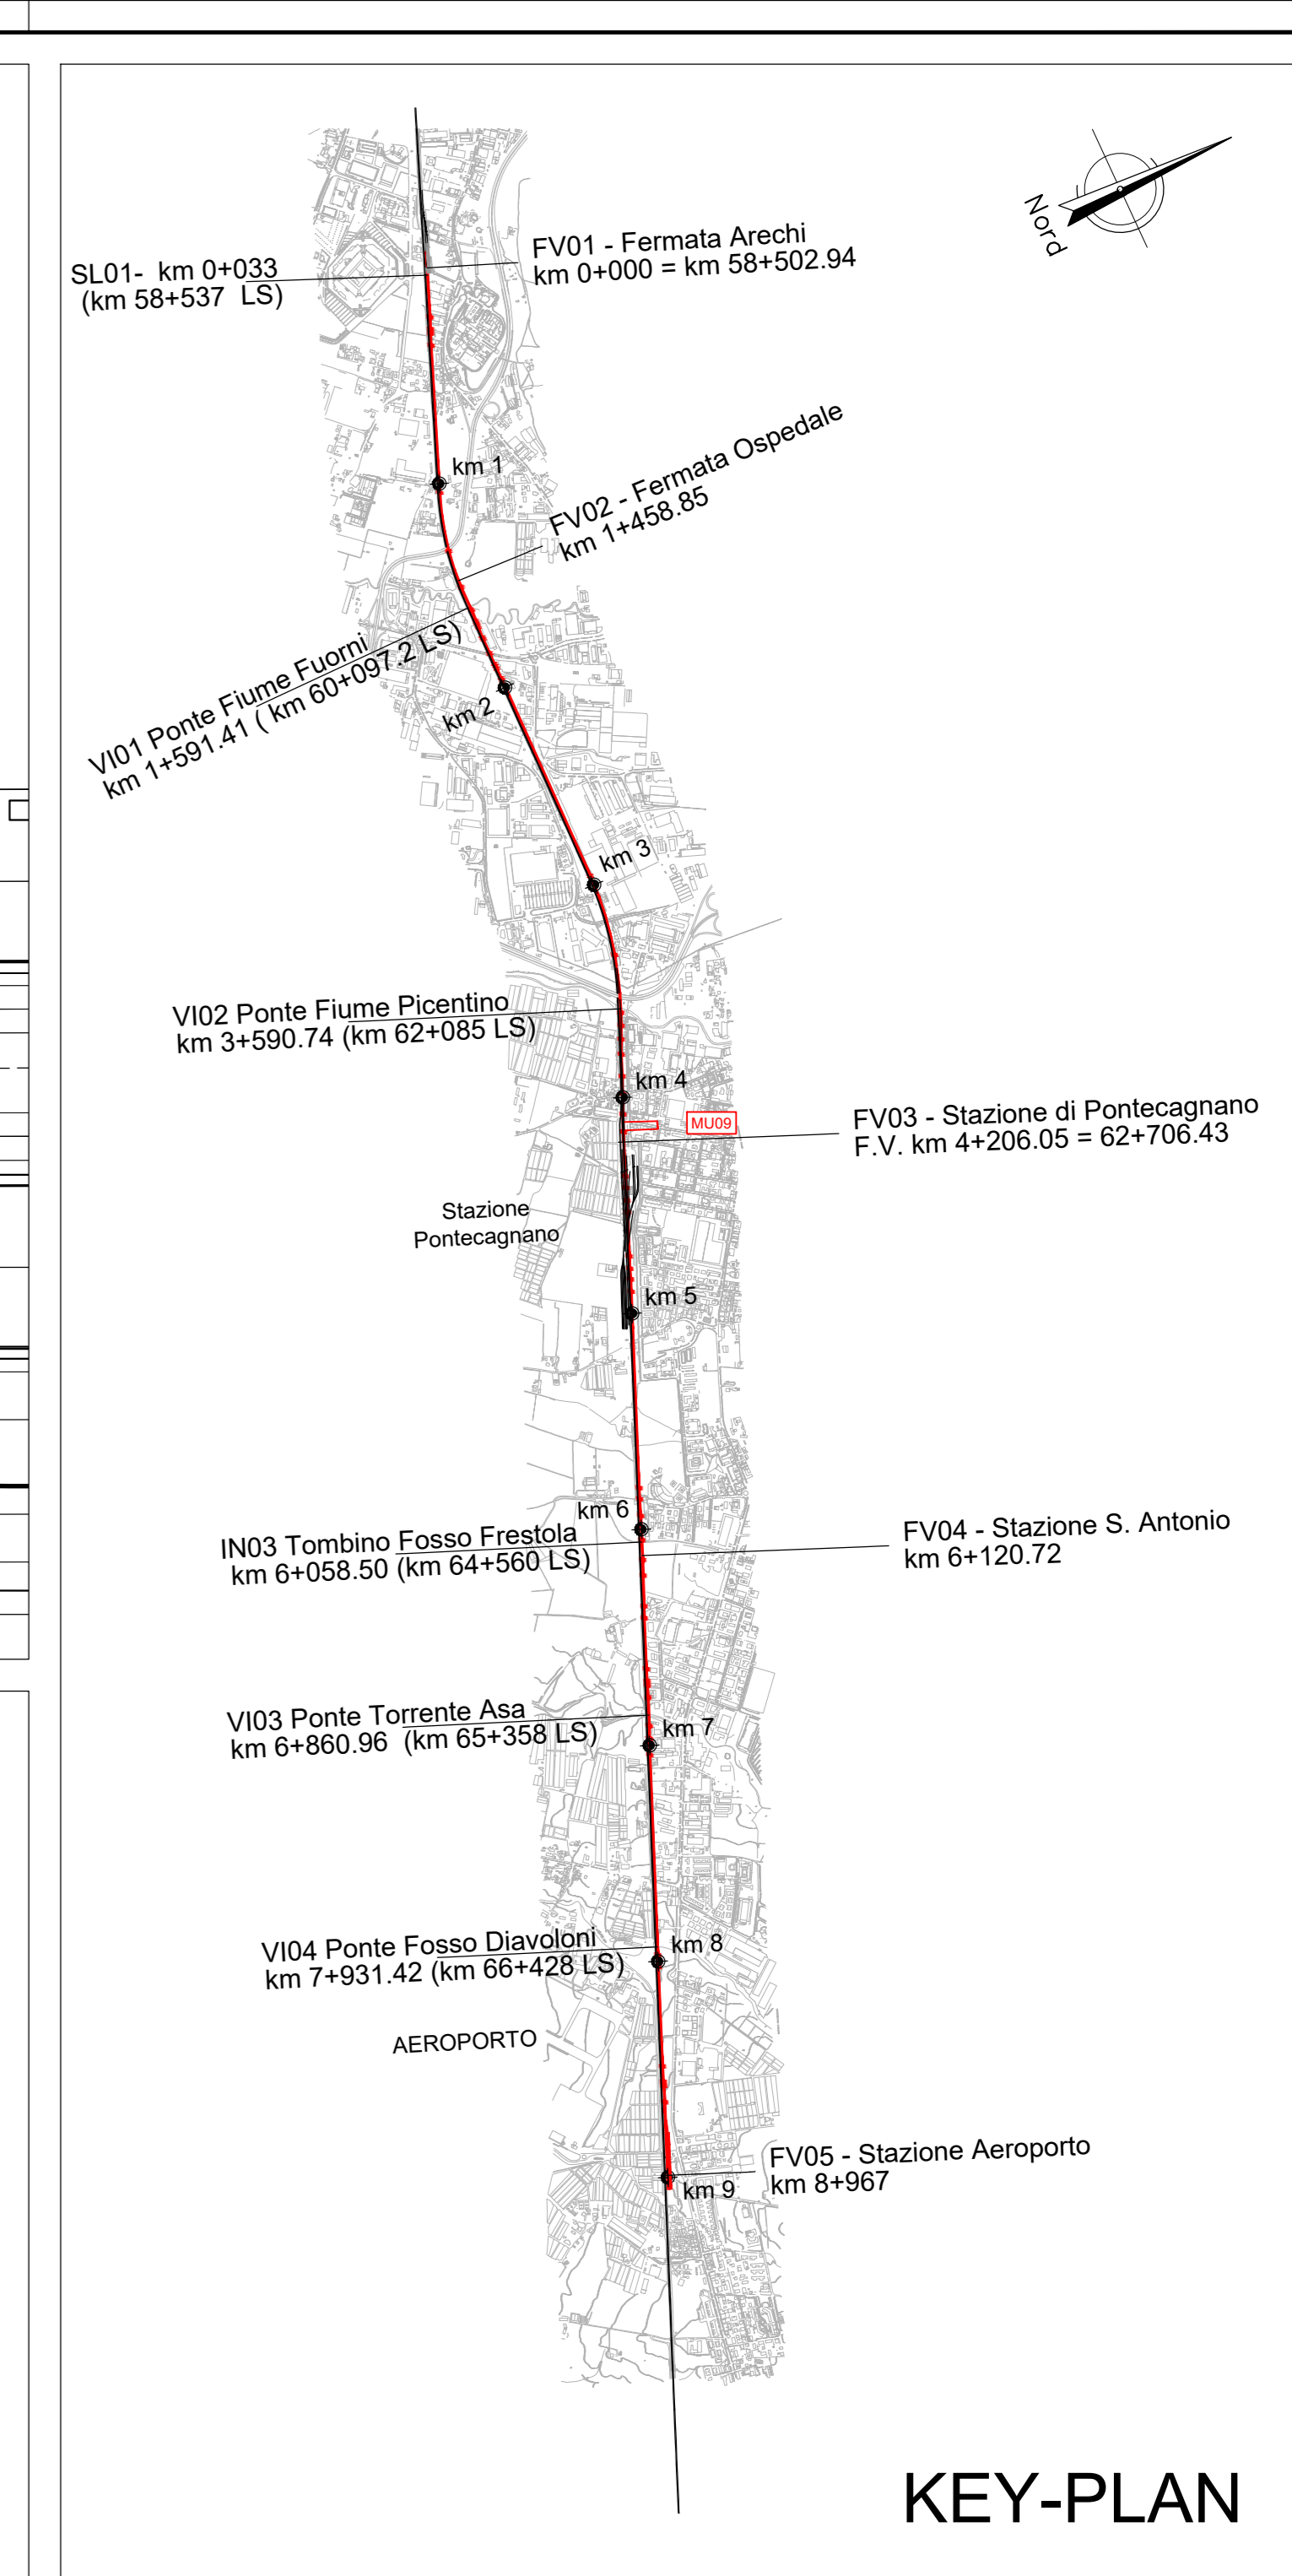 Nord
FV01 - Fermata Arechi
km 0+000 = km 58+502.94
SL01- km 0+033
(km 58+537 LS)
km 1
FV02 - Fermata Ospedale
km 1+458.85
VI01 Ponte Fiume Fuorni
km 1+591.41 ( km 60+097.2 LS)
km 2
km 3
VI02 Ponte Fiume Picentino
km 3+590.74 (km 62+085 LS)
km 4
MU09
FV03 - Stazione di Pontecagnano
F.V. km 4+206.05 = 62+706.43
Stazione
Pontecagnano
km 5
km 6
IN03 Tombino Fosso Frestola
km 6+058.50 (km 64+560 LS)
FV04 - Stazione S. Antonio
km 6+120.72
VI03 Ponte Torrente Asa
km 6+860.96 (km 65+358 LS)
km 7
VI04 Ponte Fosso Diavoloni
km 7+931.42 (km 66+428 LS)
km 8
AEROPORTO
FV05 - Stazione Aeroporto
km 8+967
km 9
KEY-PLAN